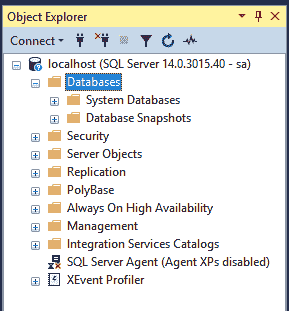 Object Explorer
Connect
localhost (SQL Server 14.0.3015.40 - sa)
Databases
System Databases
Database Snapshots
Security
Server Objects
Replication
PolyBase
Always On High Availability
Management
Integration Services Catalogs
SQL Server Agent (Agent XPs disabled)
XEvent Profiler